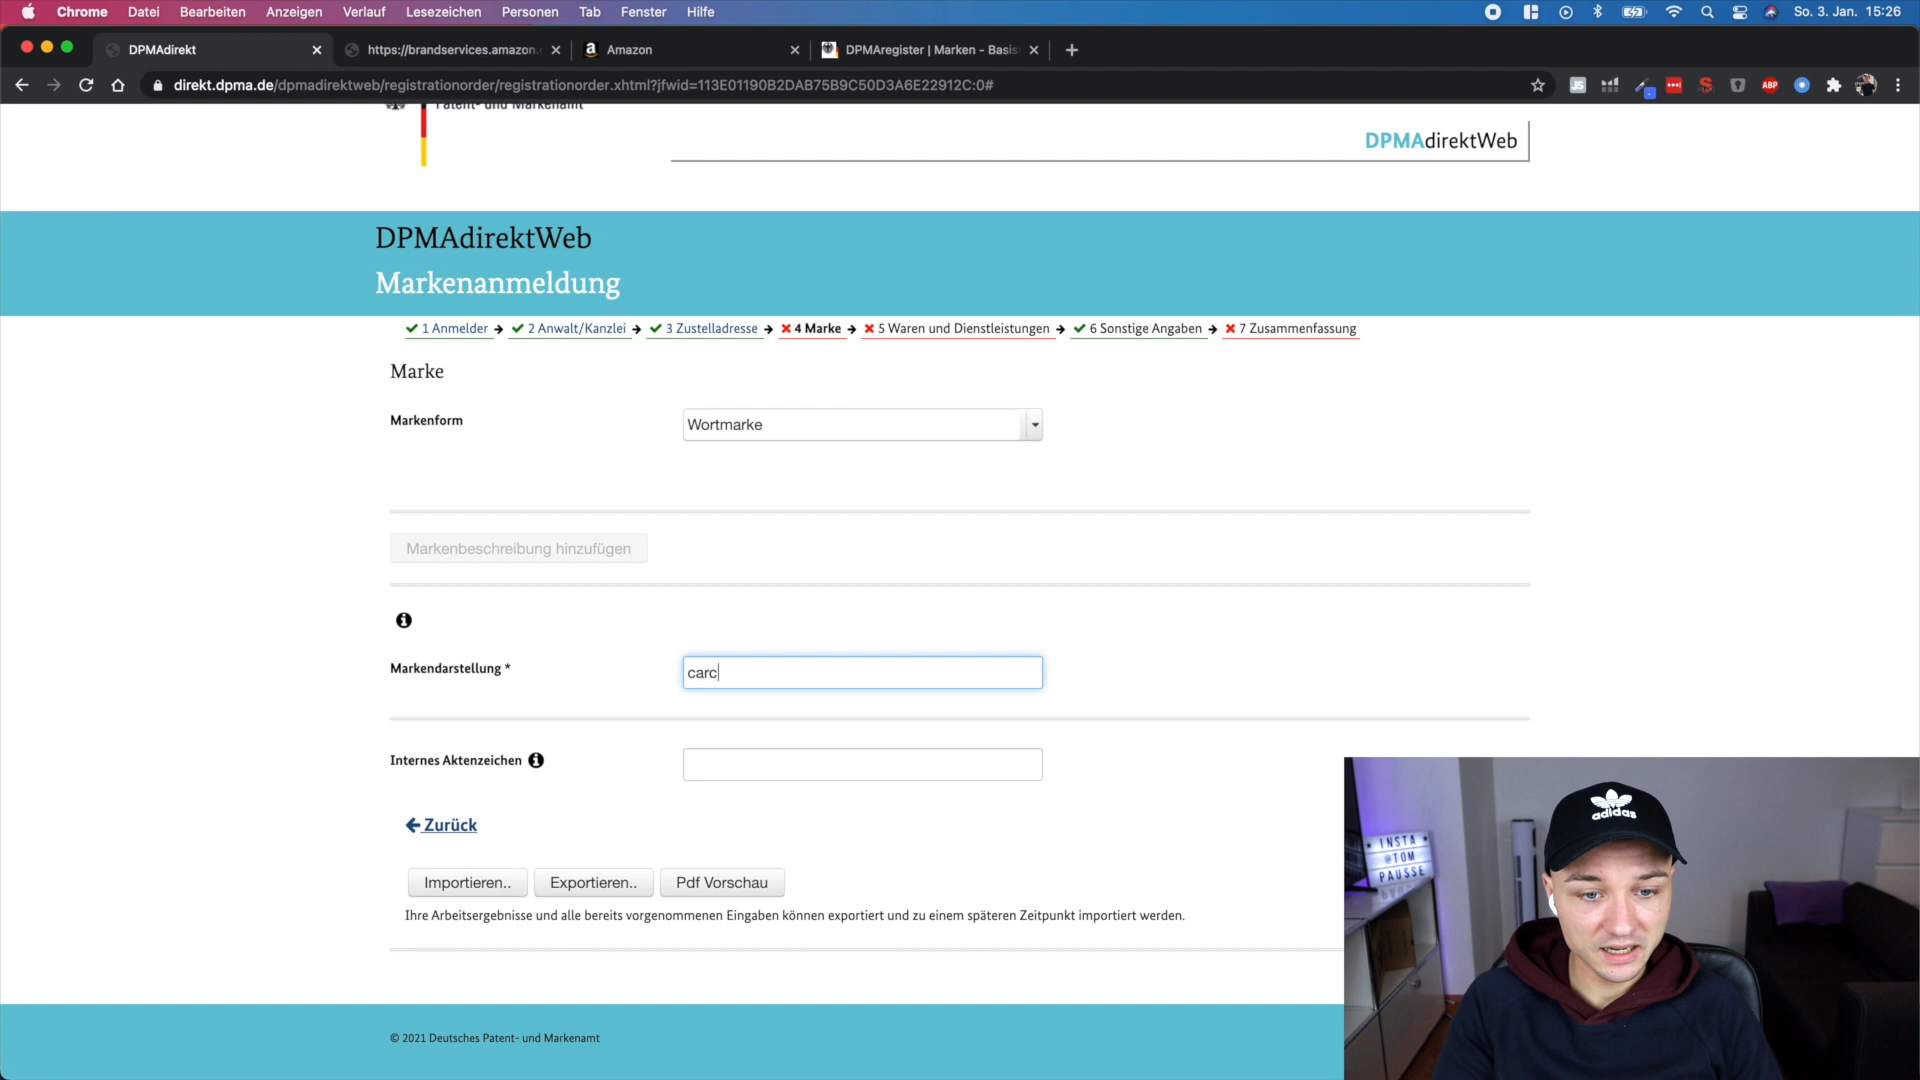 Chrome Datei Bearbeiten Anzeigen Verlauf Lesezeichen Personen Tab Fenster Hilfe So. 3. Jan. 15:26
DPMAdirekt https://brandservices.amazon. Amazon DPMAregister | Marken - Basis
direkt.dpma.de/dpmadirektweb/registrationorder/registrationorder.xhtml?jfwid=113E01190B2DAB75B9C50D3A6E22912C:0#
Patent- und Markenamt
DPMAdirektWeb
DPMAdirektWeb
Markenanmeldung
1 Anmelder 2 Anwalt/Kanzlei 3 Zustelladresse 4 Marke 5 Waren und Dienstleistungen 6 Sonstige Angaben 7 Zusammenfassung
Marke
Markenform Wortmarke
Markenbeschreibung hinzufügen
Markendarstellung * carc
Internes Aktenzeichen
Zurück
Importieren.. Exportieren.. Pdf Vorschau
Ihre Arbeitsergebnisse und alle bereits vorgenommenen Eingaben können exportiert und zu einem späteren Zeitpunkt importiert werden.
© 2021 Deutsches Patent- und Markenamt
adidas
INSTA
@TOM
PAUSSE